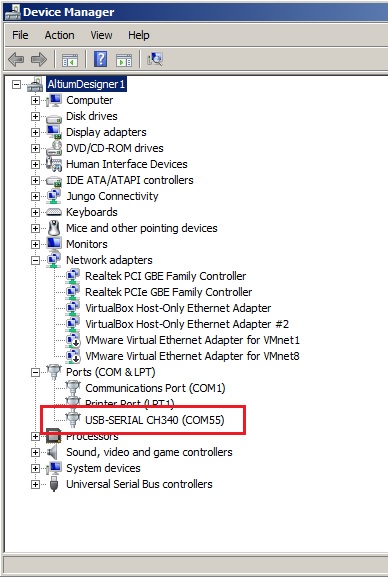 Device Manager
File Action View Help
AltiumDesigner1
Computer
Disk drives
Display adapters
DVD/CD-ROM drives
Human Interface Devices
IDE ATA/ATAPI controllers
Jungo Connectivity
Keyboards
Mice and other pointing devices
Monitors
Network adapters
Realtek PCI GBE Family Controller
Realtek PCIe GBE Family Controller
VirtualBox Host-Only Ethernet Adapter
VirtualBox Host-Only Ethernet Adapter #2
VMware Virtual Ethernet Adapter for VMnet1
VMware Virtual Ethernet Adapter for VMnet8
Ports (COM & LPT)
Communications Port (COM1)
Printer Port (LPT1)
USB-SERIAL CH340 (COM55)
Processors
Sound, video and game controllers
System devices
Universal Serial Bus controllers